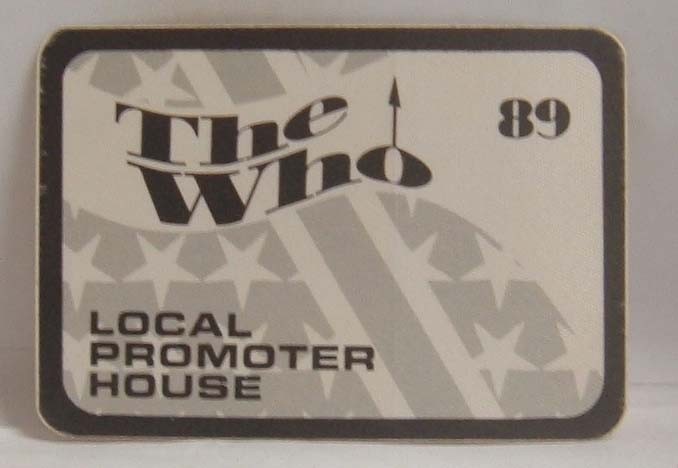 The
Who
89
LOCAL
PROMOTER
HOUSE